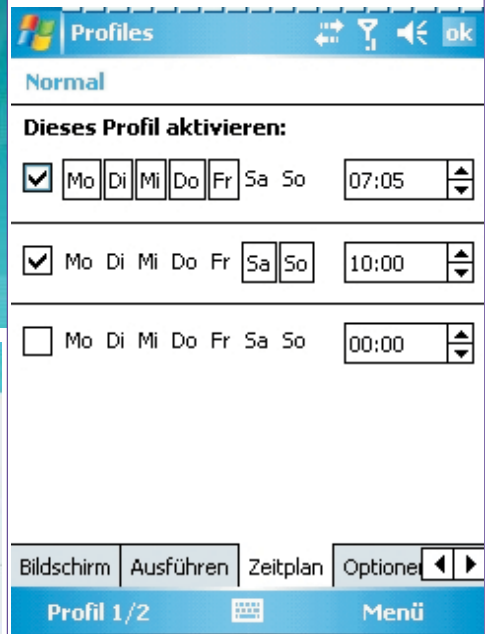 Profiles ok
Normal
Dieses Profil aktivieren:
Mo Di Mi Do Fr Sa So 07:05
Mo Di Mi Do Fr Sa So 10:00
Mo Di Mi Do Fr Sa So 00:00
Bildschirm Ausführen Zeitplan Optionen
Profil 1/2 Menü